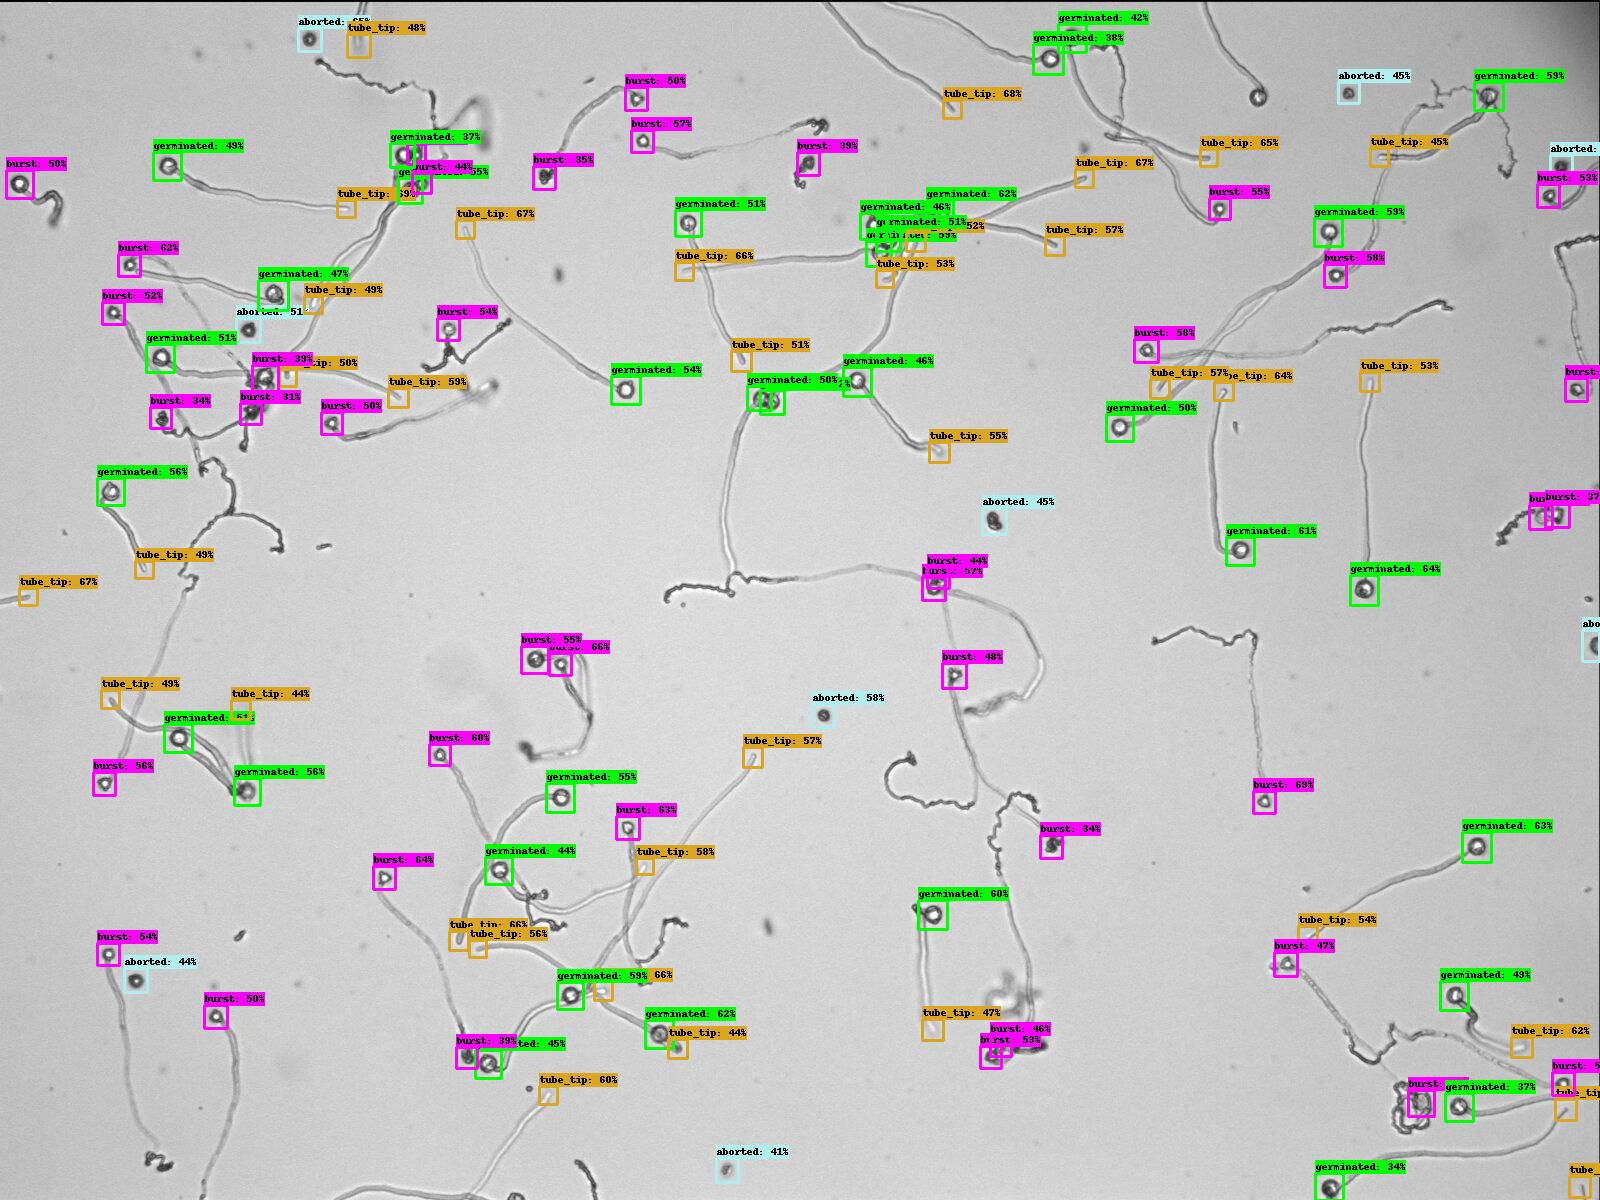 germinated: 42%
aborted: 65%
tube_tip: 48%
germinated: 38%
aborted: 45%
germinated: 59%
burst: 50%
tube_tip: 68%
burst: 57%
germinated: 37%
germinated: 49%
burst: 39%
tube_tip: 65%
tube_tip: 45%
aborted:
burst: 50%
burst: 35%
burst: 44%
55%
tube_tip: 67%
burst: 53%
tube_tip: 69%
germinated: 62%
burst: 55%
germinated: 51%
germinated: 46%
tube_tip: 67%
germinated: 51%
52%
germinated: 59%
tube_tip: 57%
germinated: 59%
burst: 62%
tube_tip: 66%
tube_tip: 53%
burst: 58%
germinated: 47%
tube_tip: 49%
burst: 52%
aborted: 51%
burst: 54%
germinated: 51%
burst: 58%
burst: 39%
tip: 50%
tube_tip: 51%
germinated: 46%
tube_tip: 53%
tube_tip: 59%
germinated: 54%
germinated: 50%
tube_tip: 57%
tube_tip: 64%
burst:
burst: 34%
burst: 31%
burst: 50%
germinated: 50%
tube_tip: 55%
germinated: 56%
aborted: 45%
burst: 37
germinated: 61%
tube_tip: 49%
burst: 44%
burst: 57%
germinated: 64%
tube_tip: 67%
abo
burst: 55%
burst: 66%
burst: 48%
tube_tip: 49%
tube_tip: 44%
aborted: 58%
germinated: 51%
burst: 60%
tube_tip: 57%
burst: 56%
germinated: 56%
germinated: 55%
burst: 69%
burst: 63%
burst: 34%
germinated: 63%
germinated: 44%
tube_tip: 58%
burst: 64%
germinated: 60%
tube_tip: 54%
tube_tip: 66%
tube_tip: 56%
burst: 54%
burst: 47%
aborted: 44%
germinated: 59%
66%
germinated: 49%
burst: 50%
germinated: 62%
tube_tip: 47%
tube_tip: 44%
burst: 46%
tube_tip: 62%
burst: 39%
45%
burst: 53%
burst: 5
tube_tip: 60%
burst:
germinated: 37%
tube_tip
aborted: 41%
germinated: 34%
tube_tip